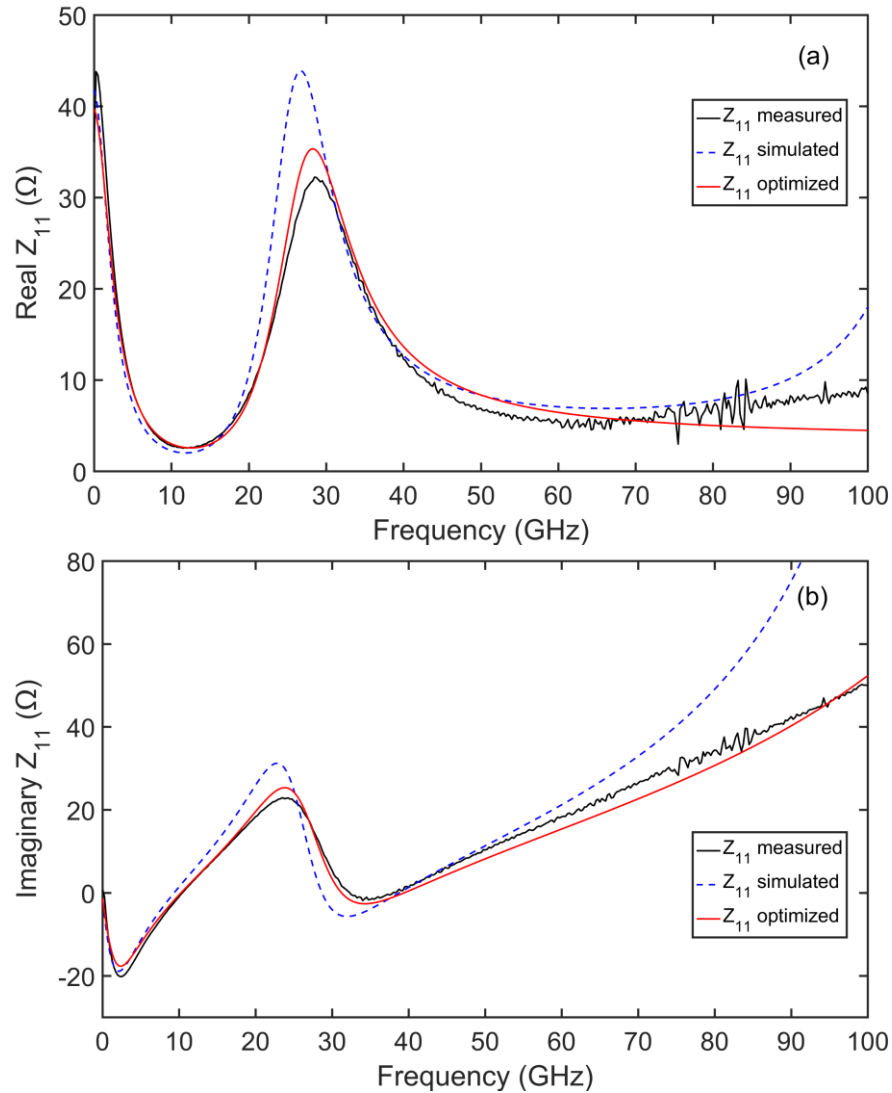 (a)
50
40
30
20
10
0
Real Z11 (Ω)
Z11 measured
Z11 simulated
Z11 optimized
0 10 20 30 40 50 60 70 80 90 100
Frequency (GHz)
(b)
80
60
40
20
0
-20
Imaginary Z11 (Ω)
Z11 measured
Z11 simulated
Z11 optimized
0 10 20 30 40 50 60 70 80 90 100
Frequency (GHz)